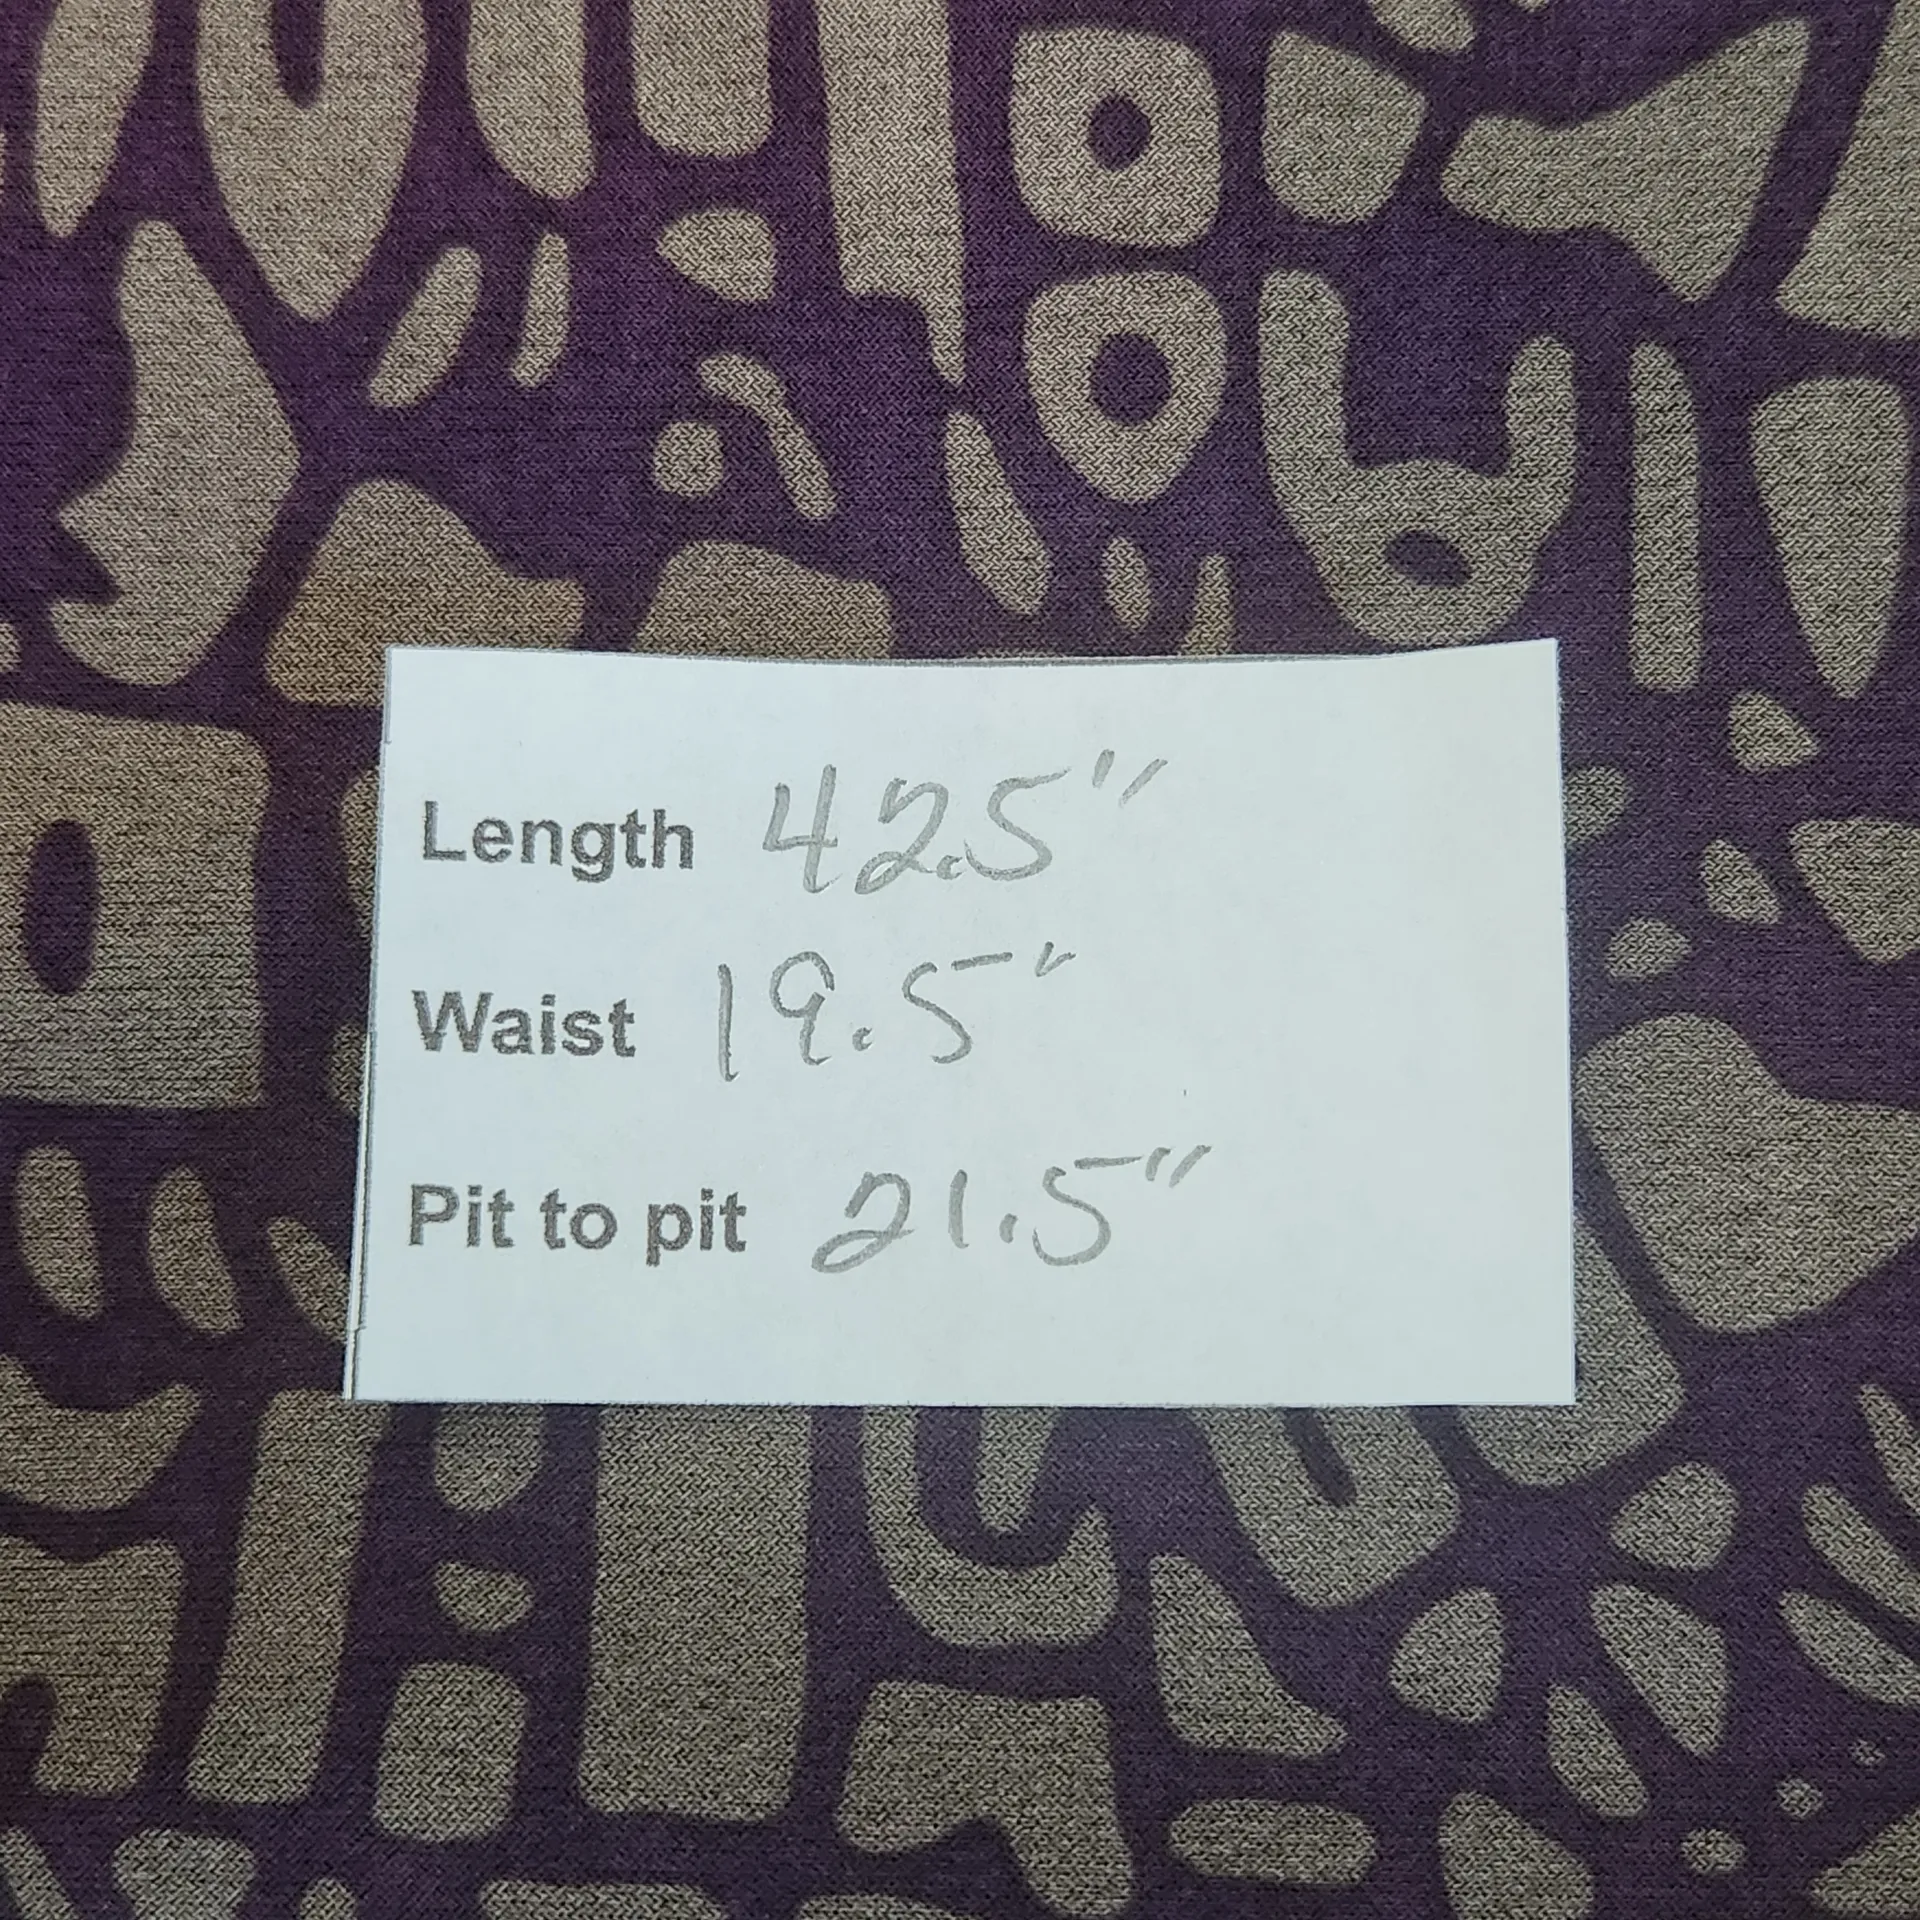 Length 42.5"
Waist 19.5"
Pit to pit 21.5"